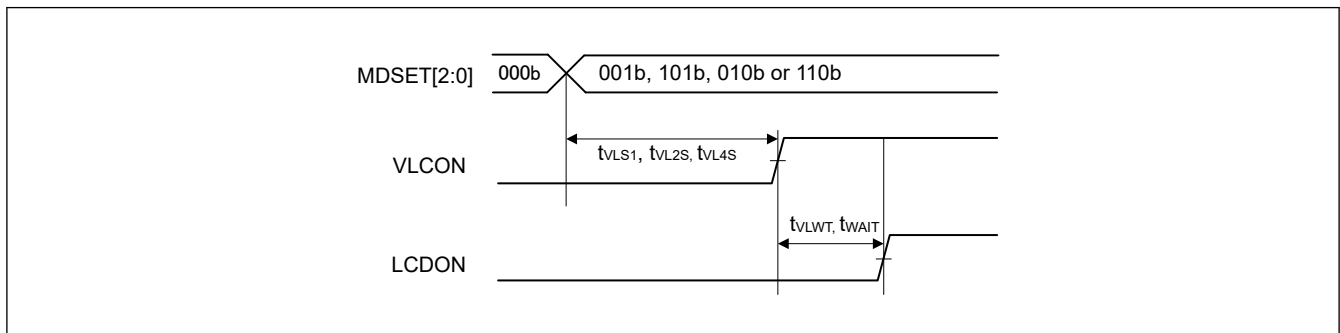 MDSET[2:0] 000b 001b, 101b, 010b or 110b
tVLS1, tVL2S, tVL4S
VLCON
tVLWT, tWAIT
LCDON